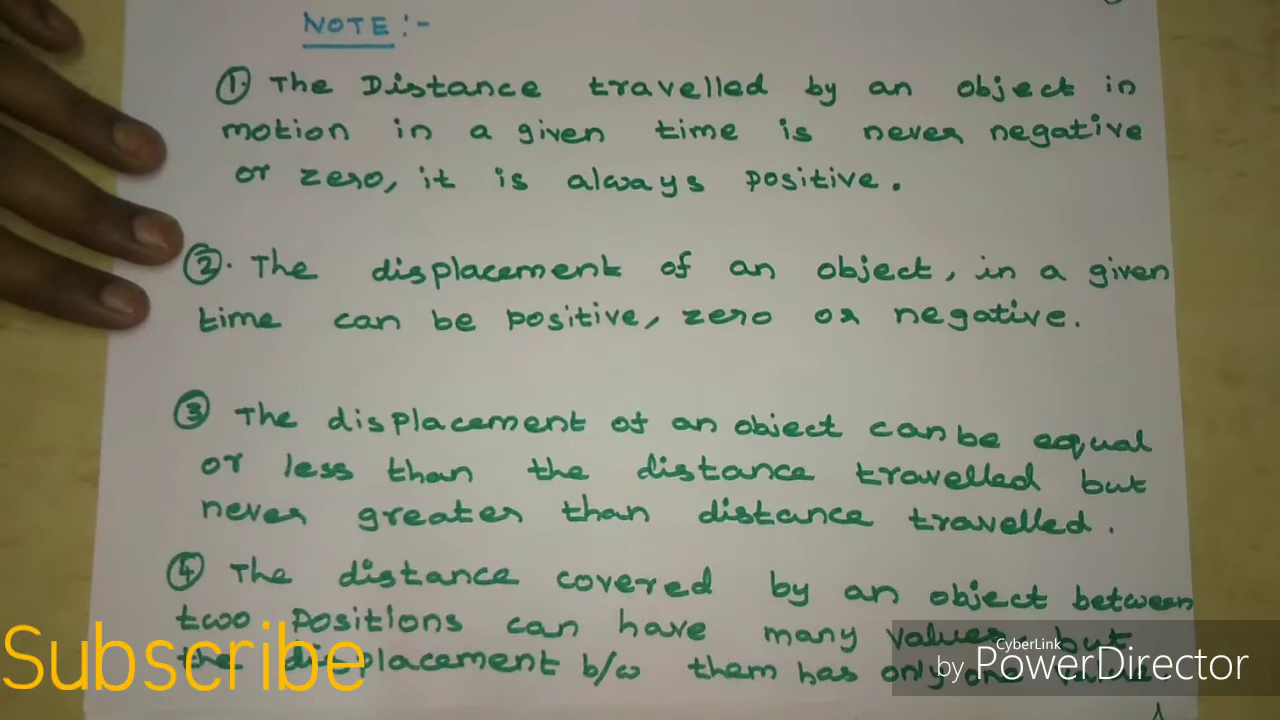 NOTE:-
① The Distance travelled by an object in
motion in a given time is never negative
or zero, it is always positive.
②. The displacement of an object, in a given
time can be positive, zero or negative.
③ The displacement of an object can be equal
or less than the distance travelled but
never greater than distance travelled.
④ The distance covered by an object between
two positions can have many values, but
the displacement b/w them has only one value.
Subscribe
CyberLink
by PowerDirector